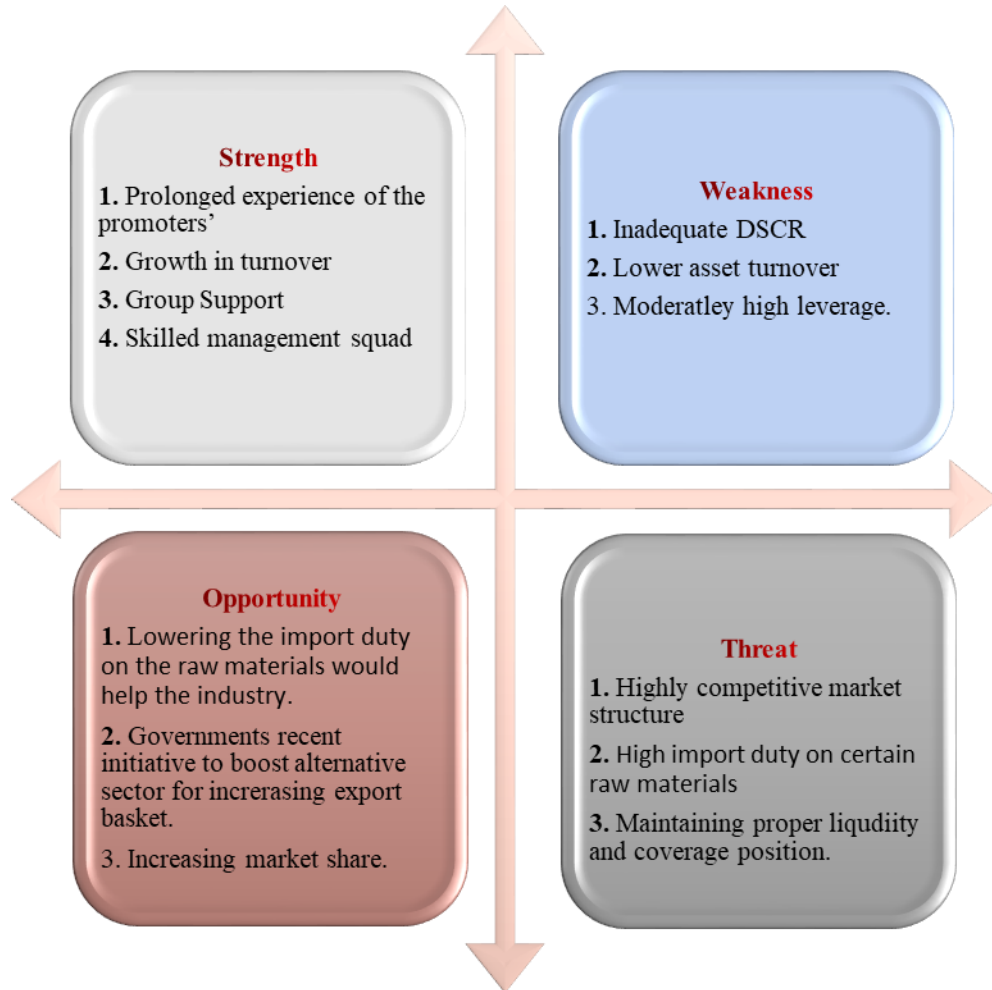 Strength
1. Prolonged experience of the
promoters’
2. Growth in turnover
3. Group Support
4. Skilled management squad
Weakness
1. Inadequate DSCR
2. Lower asset turnover
3. Moderatley high leverage.
Opportunity
1. Lowering the import duty
on the raw materials would
help the industry.
2. Governments recent
initiative to boost alternative
sector for increrasing export
basket.
3. Increasing market share.
Threat
1. Highly competitive market
structure
2. High import duty on certain
raw materials
3. Maintaining proper liqudiity
and coverage position.